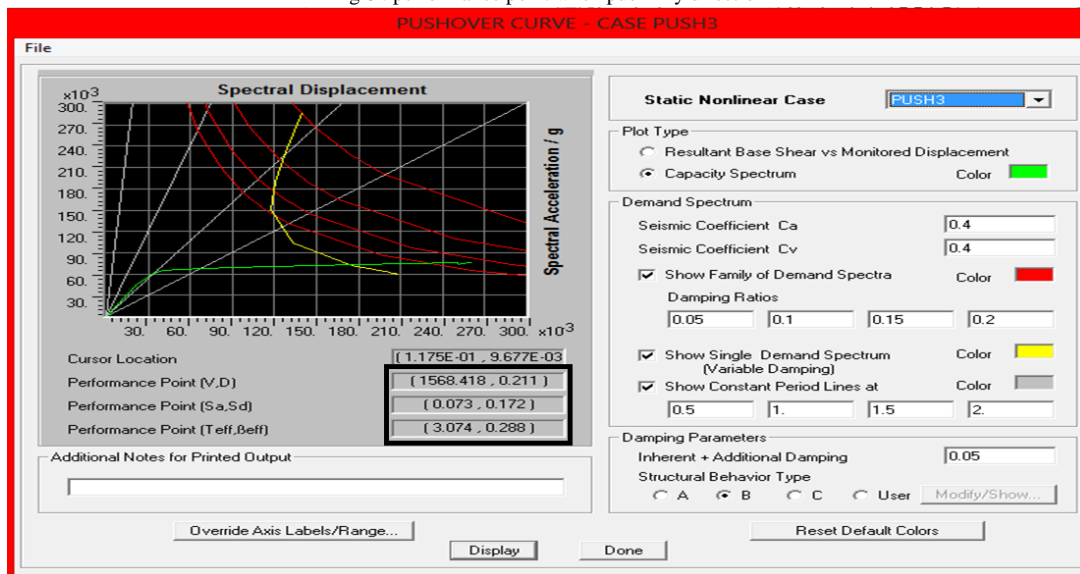 PUSHOVER CURVE - CASE PUSH3
File
Spectral Displacement
x10³
300.
270.
240.
210.
180.
150.
120.
90.
60.
30.
Spectral Acceleration / g
30. 60. 90. 120. 150. 180. 210. 240. 270. 300. x10⁻³
Cursor Location (1.175E-01 , 9.677E-03
Performance Point (V,D) ( 1568.418 , 0.211 )
Performance Point (Sa,Sd) ( 0.073 , 0.172 )
Performance Point (Teff,βeff) ( 3.074 , 0.288 )
Additional Notes for Printed Output
Override Axis Labels/Range...
Display
Static Nonlinear Case PUSH3
Plot Type
Resultant Base Shear vs Monitored Displacement
Capacity Spectrum Color
Demand Spectrum
Seismic Coefficient Ca 0.4
Seismic Coefficient Cv 0.4
Show Family of Demand Spectra Color
Damping Ratios
0.05 0.1 0.15 0.2
Show Single Demand Spectrum Color
(Variable Damping)
Show Constant Period Lines at Color
0.5 1. 1.5 2.
Damping Parameters
Inherent + Additional Damping 0.05
Structural Behavior Type
A B C User Modify/Show...
Reset Default Colors
Done